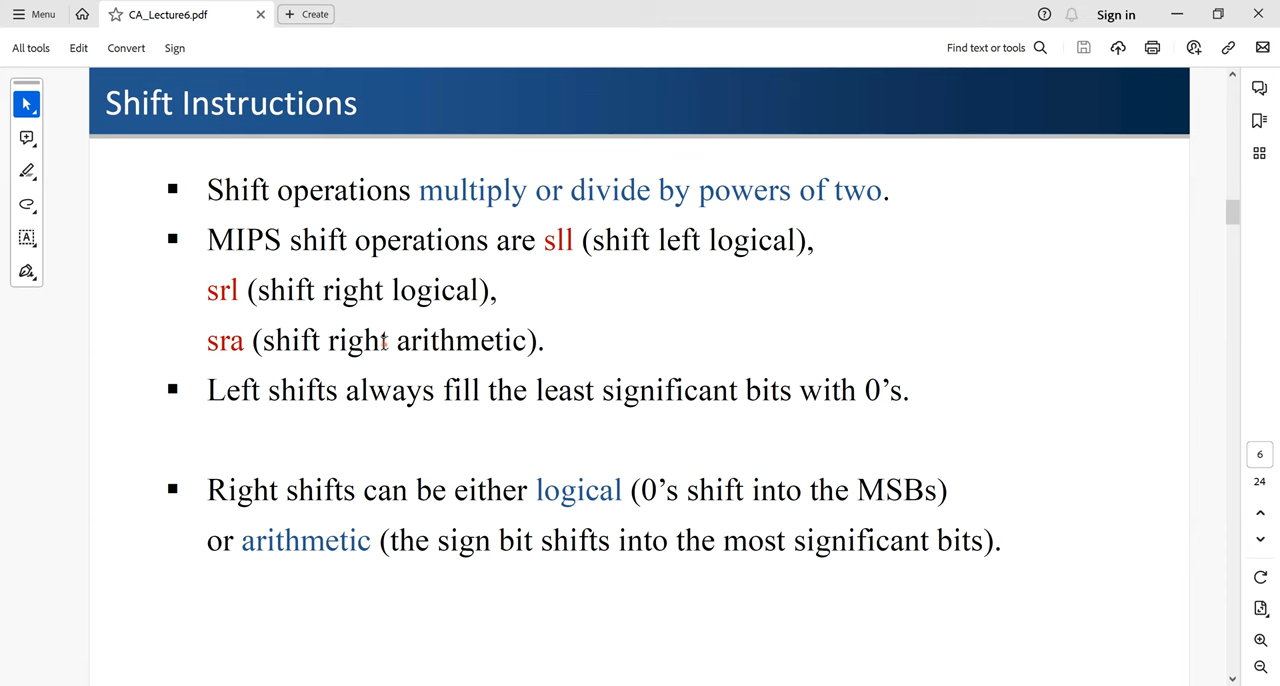 Menu
CA_Lecture6.pdf
Create
Sign in
All tools
Edit
Convert
Sign
Find text or tools
Shift Instructions
▪ Shift operations multiply or divide by powers of two.
▪ MIPS shift operations are sll (shift left logical),
srl (shift right logical),
sra (shift right arithmetic).
▪ Left shifts always fill the least significant bits with 0’s.
▪ Right shifts can be either logical (0’s shift into the MSBs)
or arithmetic (the sign bit shifts into the most significant bits).
6
24